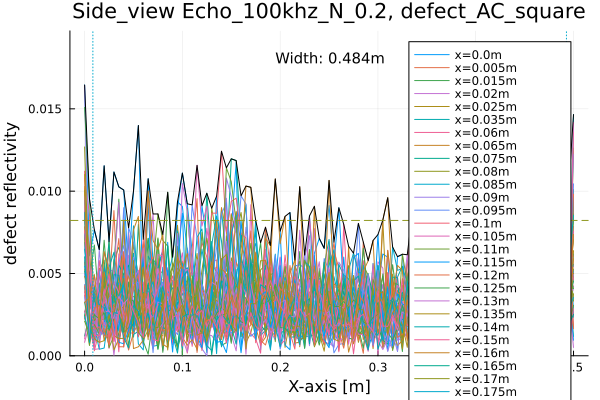 Side_view Echo_100khz_N_0.2, defect_AC_square
Width: 0.484m
defect reflectivity
0.015
0.010
0.005
0.000
0.0
0.1
0.2
0.3
.5
X-axis [m]
x=0.0m
x=0.005m
x=0.015m
x=0.02m
x=0.025m
x=0.035m
x=0.06m
x=0.065m
x=0.075m
x=0.08m
x=0.085m
x=0.09m
x=0.095m
x=0.1m
x=0.105m
x=0.11m
x=0.115m
x=0.12m
x=0.125m
x=0.13m
x=0.135m
x=0.14m
x=0.15m
x=0.16m
x=0.165m
x=0.17m
x=0.175m